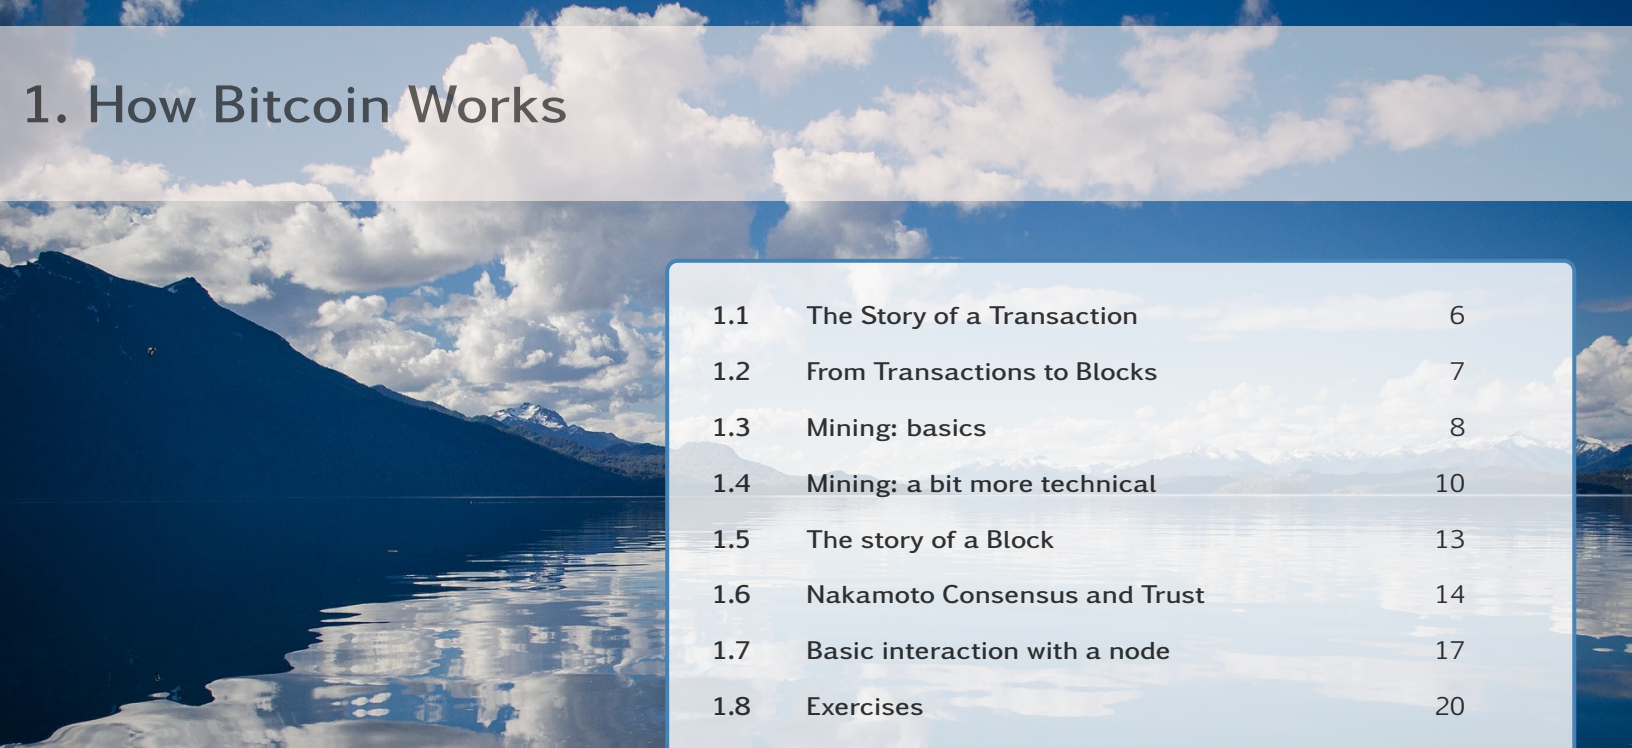 1. How Bitcoin Works
1.1 The Story of a Transaction 6
1.2 From Transactions to Blocks 7
1.3 Mining: basics 8
1.4 Mining: a bit more technical 10
1.5 The story of a Block 13
1.6 Nakamoto Consensus and Trust 14
1.7 Basic interaction with a node 17
1.8 Exercises 20